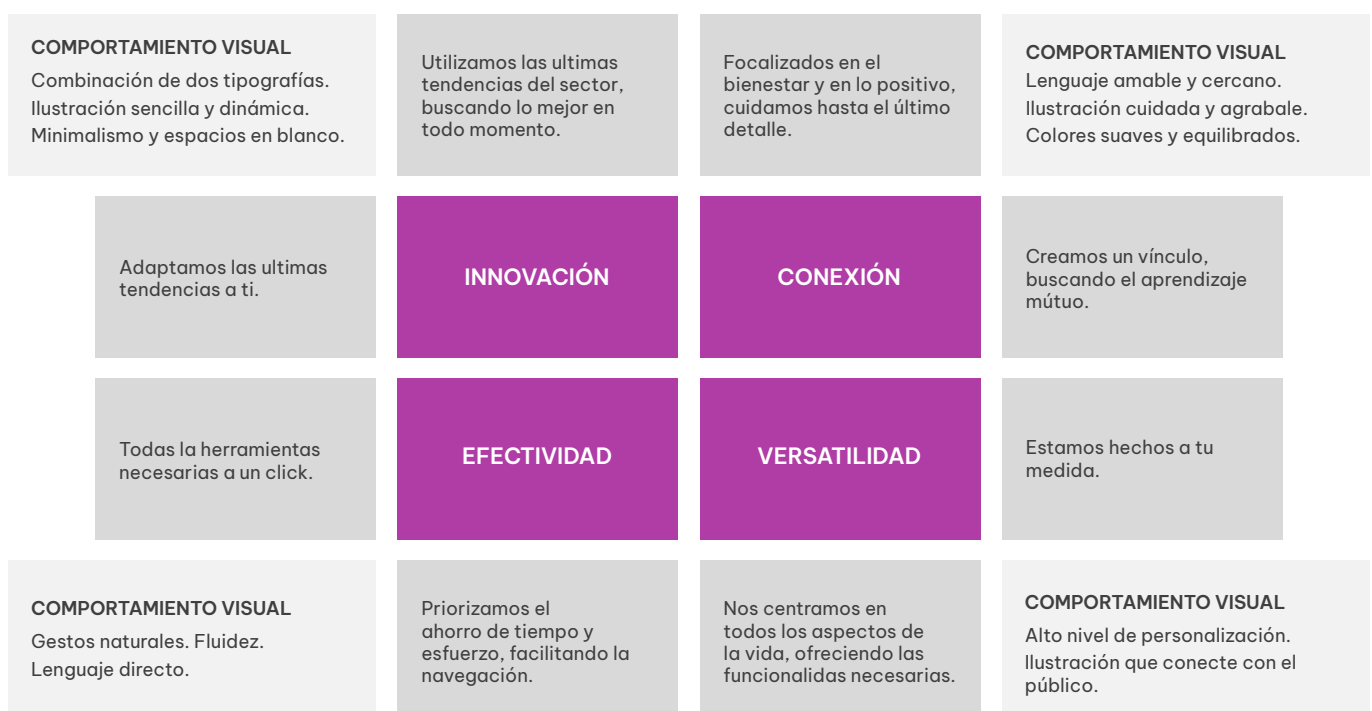 COMPORTAMIENTO VISUAL
Combinación de dos tipografías.
Ilustración sencilla y dinámica.
Minimalismo y espacios en blanco.
Utilizamos las ultimas
tendencias del sector,
buscando lo mejor en
todo momento.
Focalizados en el
bienestar y en lo positivo,
cuidamos hasta el último
detalle.
COMPORTAMIENTO VISUAL
Lenguaje amable y cercano.
Ilustración cuidada y agrabale.
Colores suaves y equilibrados.
Adaptamos las ultimas
tendencias a ti.
INNOVACIÓN
CONEXIÓN
Creamos un vínculo,
buscando el aprendizaje
mútuo.
Todas la herramientas
necesarias a un click.
EFECTIVIDAD
VERSATILIDAD
Estamos hechos a tu
medida.
COMPORTAMIENTO VISUAL
Gestos naturales. Fluidez.
Lenguaje directo.
Priorizamos el
ahorro de tiempo y
esfuerzo, facilitando la
navegación.
Nos centramos en
todos los aspectos de
la vida, ofreciendo las
funcionalidas necesarias.
COMPORTAMIENTO VISUAL
Alto nivel de personalización.
Ilustración que conecte con el
público.